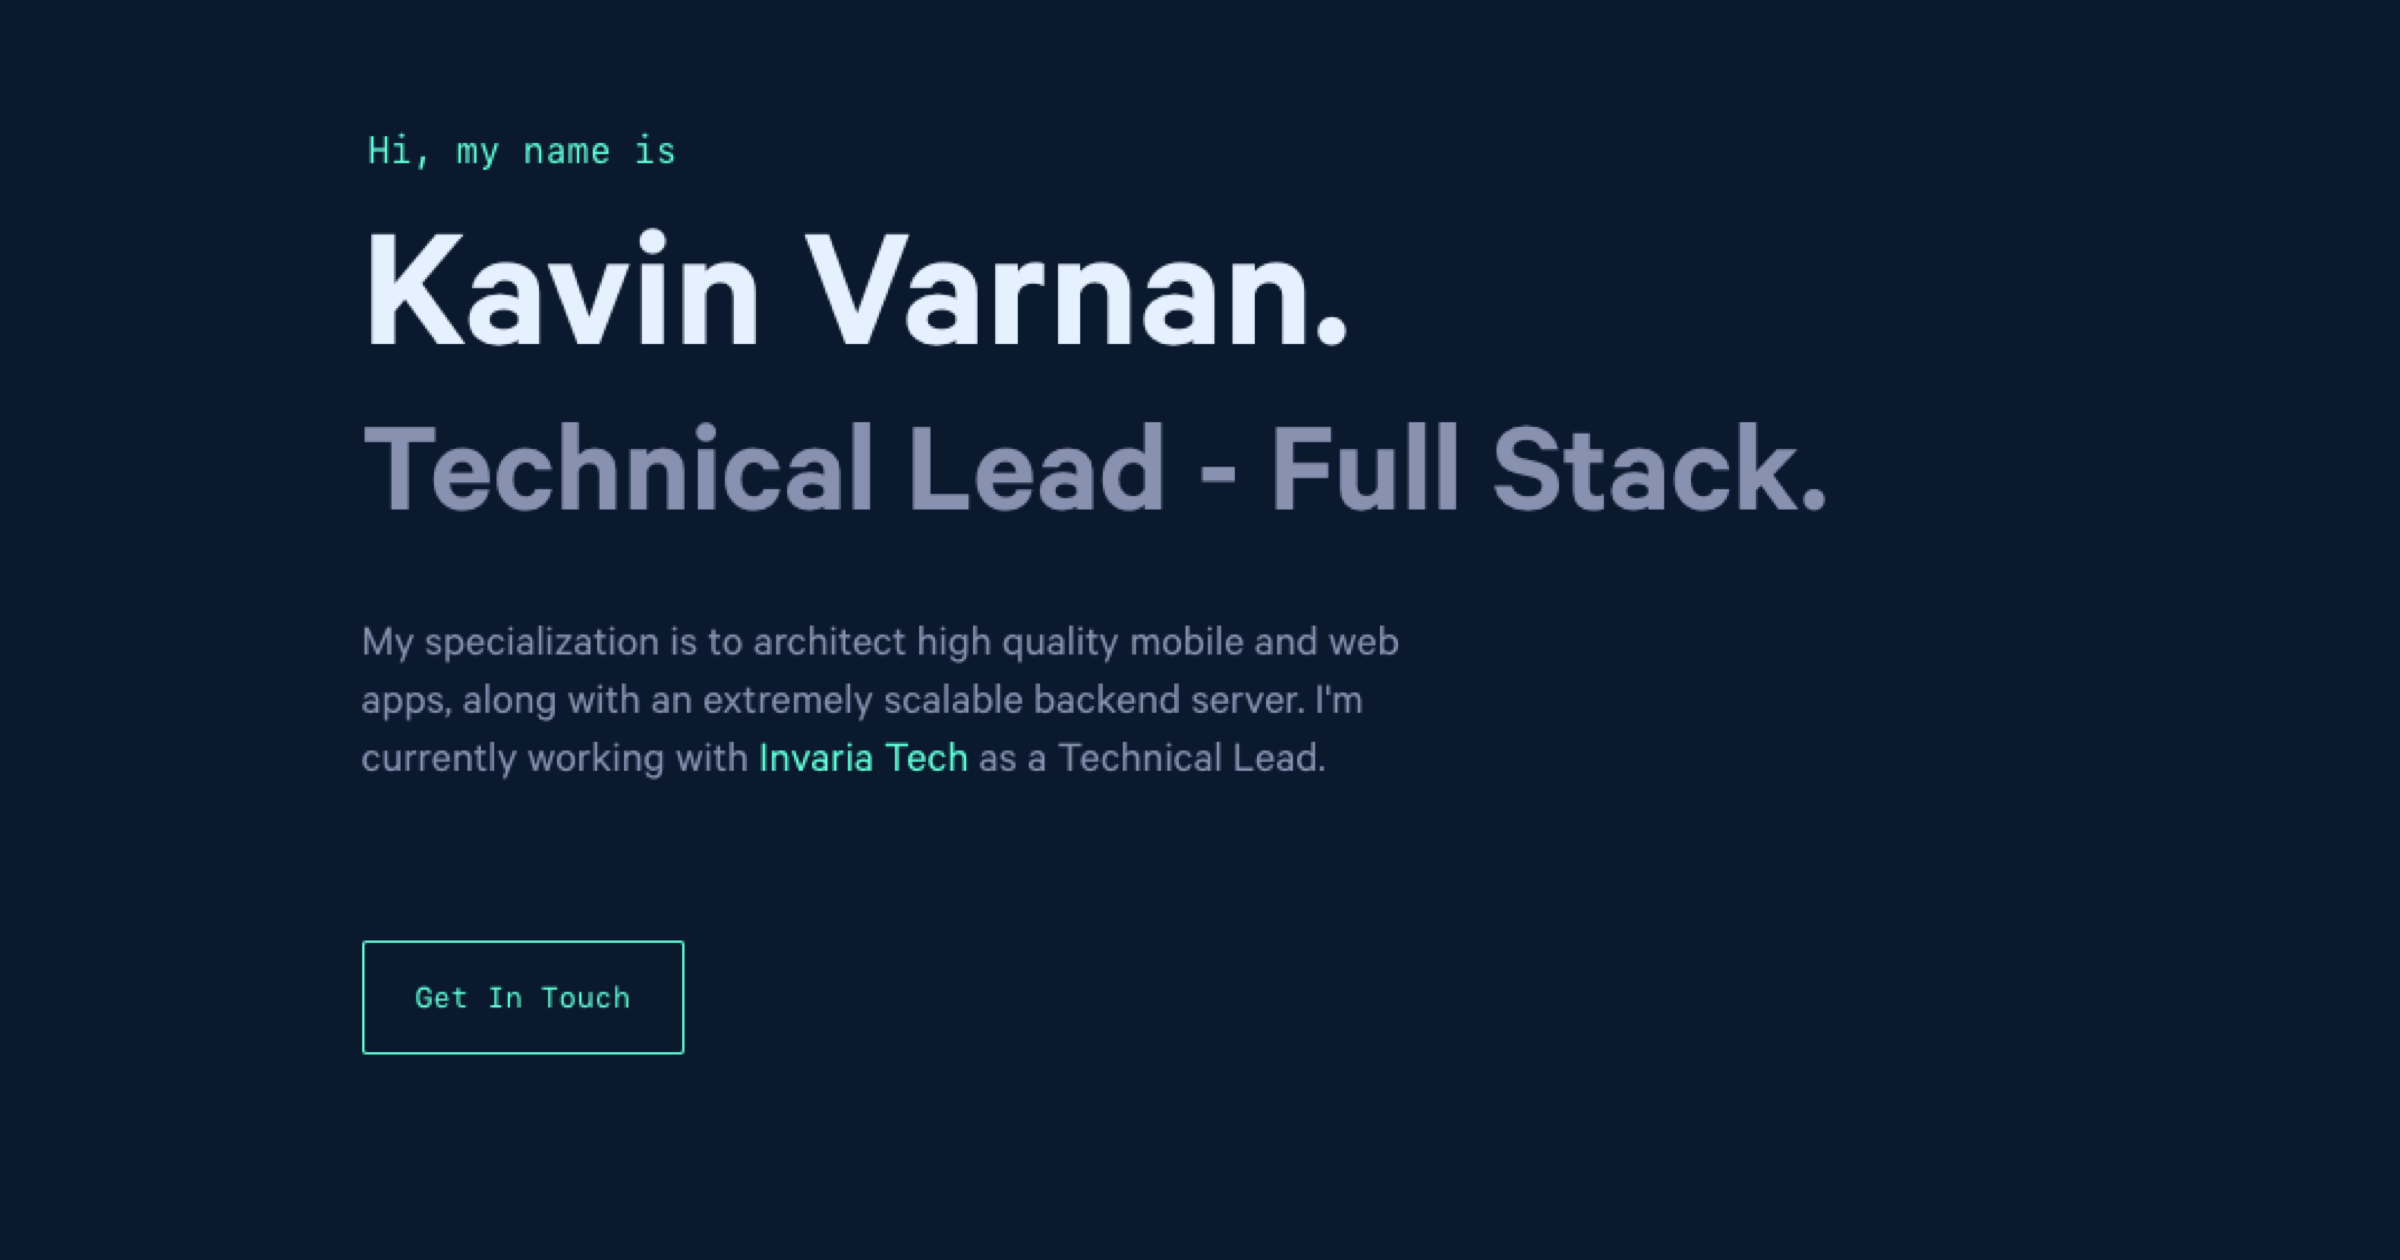 Hi, my name is
Kavin Varnan.
Technical Lead - Full Stack.
My specialization is to architect high quality mobile and web
apps, along with an extremely scalable backend server. I'm
currently working with Invaria Tech as a Technical Lead.
Get In Touch